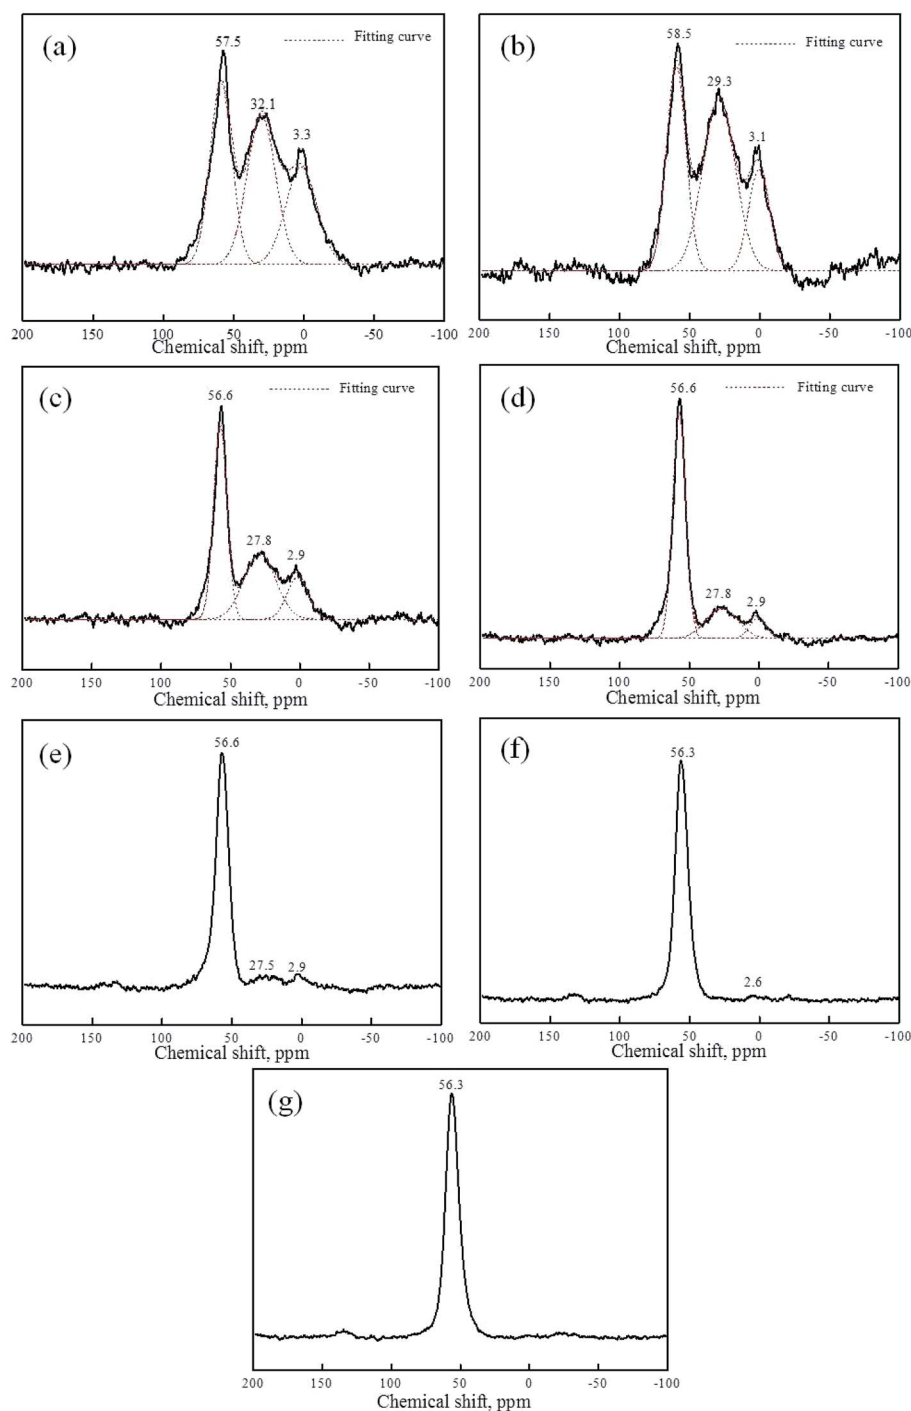 (a)
57.5
Fitting curve
32.1
3.3
200 150 100 50 0 -50 -100
Chemical shift, ppm
(b)
58.5
Fitting curve
29.3
3.1
200 150 100 50 0 -50 -100
Chemical shift, ppm
(c)
56.6
Fitting curve
27.8
2.9
200 150 100 50 0 -50 -100
Chemical shift, ppm
(d)
56.6
Fitting curve
27.8
2.9
200 150 100 50 0 -50 -100
Chemical shift, ppm
(e)
56.6
27.5
2.9
200 150 100 50 0 -50 -100
Chemical shift, ppm
(f)
56.3
2.6
200 150 100 50 0 -50 -100
Chemical shift, ppm
(g)
56.3
200 150 100 50 0 -50 -100
Chemical shift, ppm